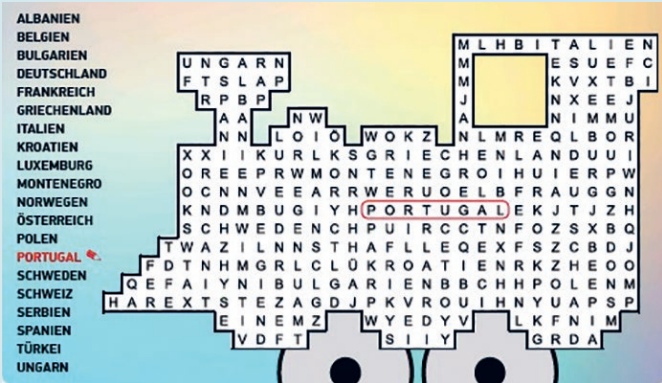 ALBANIEN
BELGIEN
BULGARIEN
DEUTSCHLAND
FRANKREICH
GRIECHENLAND
ITALIEN
KROATIEN
LUXEMBURG
MONTENEGRO
NORWEGEN
ÖSTERREICH
POLEN
PORTUGAL
SCHWEDEN
SCHWEIZ
SERBIEN
SPANIEN
TÜRKEI
UNGARN
M L H B I T A L I E N
U N G A R N M E S U E F C
F T S L A P M K V X T B I
R P B P J N X E E J
A A N W A N I M M U
N N L O I Ö W O K Z N L M R E Q L B O R
X X I I K U R L K S G R I E C H E N L A N D U U I
O R E E P R W M O N T E N E G R O I H U I E R P W
O C N N V E E A R R W E R U O E L B F R A U G G N
K N D M B U G I Y H P O R T U G A L E K J T J Z H
S C H W E D E N C H P U I R C C T N F O Z S X B Q
T W A Z I L N N S T H A F L L E Q E X F S Z C B D J
F D T N H M G R L C L Ü K R O A T I E N R K Z H E O O
Q E F A I Y N I B U L G A R I E N B B C H H P O L E N M
H A R E X T S T E Z A G D J P K V R O U I H N Y U A P S P
E I N E M Z W Y E D Y V L K F N I M
V D F T S I I Y G R D A